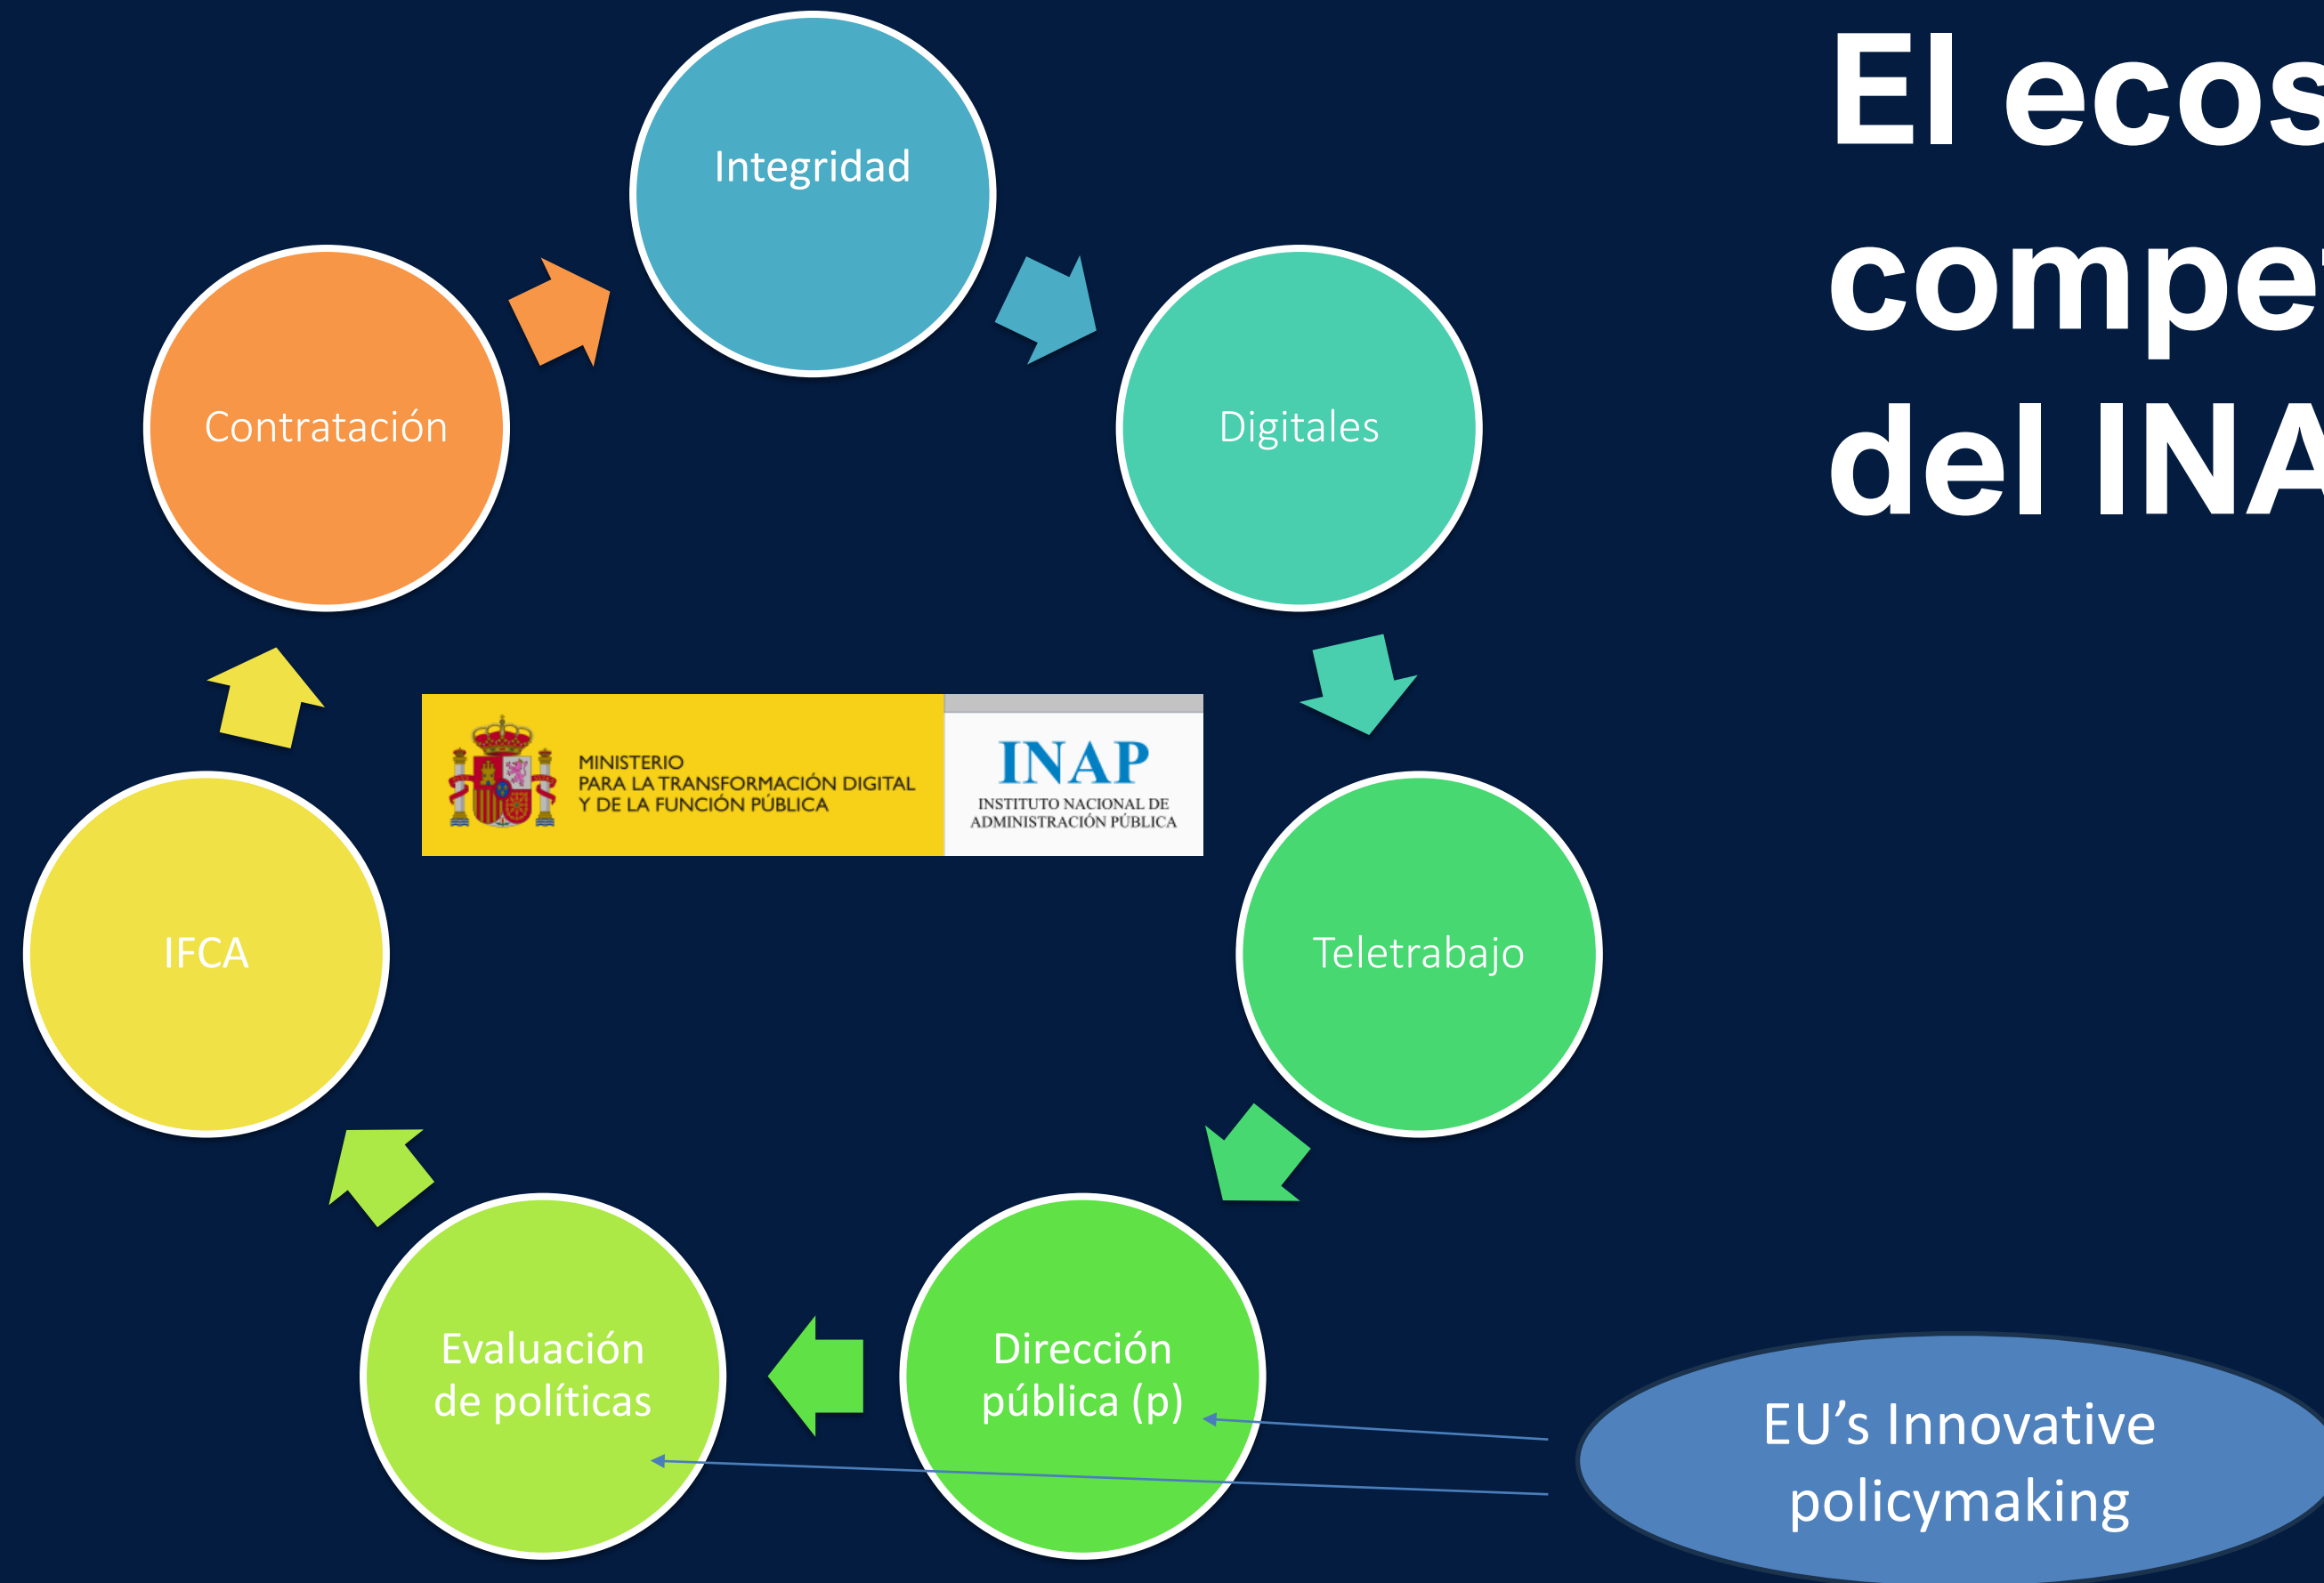 El ecos
compe
del INA
Integridad
Digitales
Teletrabajo
Dirección
pública (p)
Evaluación
de políticas
IFCA
Contratación
MINISTERIO
PARA LA TRANSFORMACIÓN DIGITAL
Y DE LA FUNCIÓN PÚBLICA
INAP
INSTITUTO NACIONAL DE
ADMINISTRACIÓN PÚBLICA
EU's Innovative
policymaking